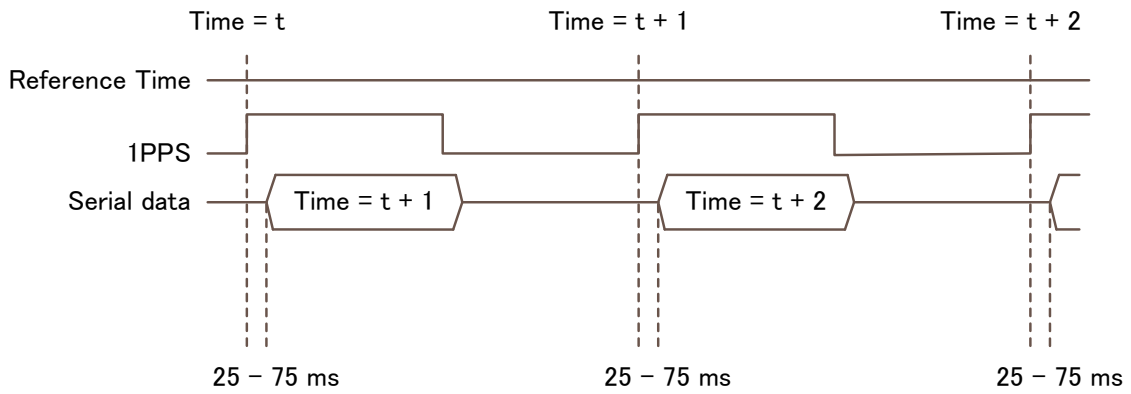 Time = t
Time = t + 1
Time = t + 2
Reference Time
1PPS
Serial data
Time = t + 1
Time = t + 2
25 – 75 ms
25 – 75 ms
25 – 75 ms